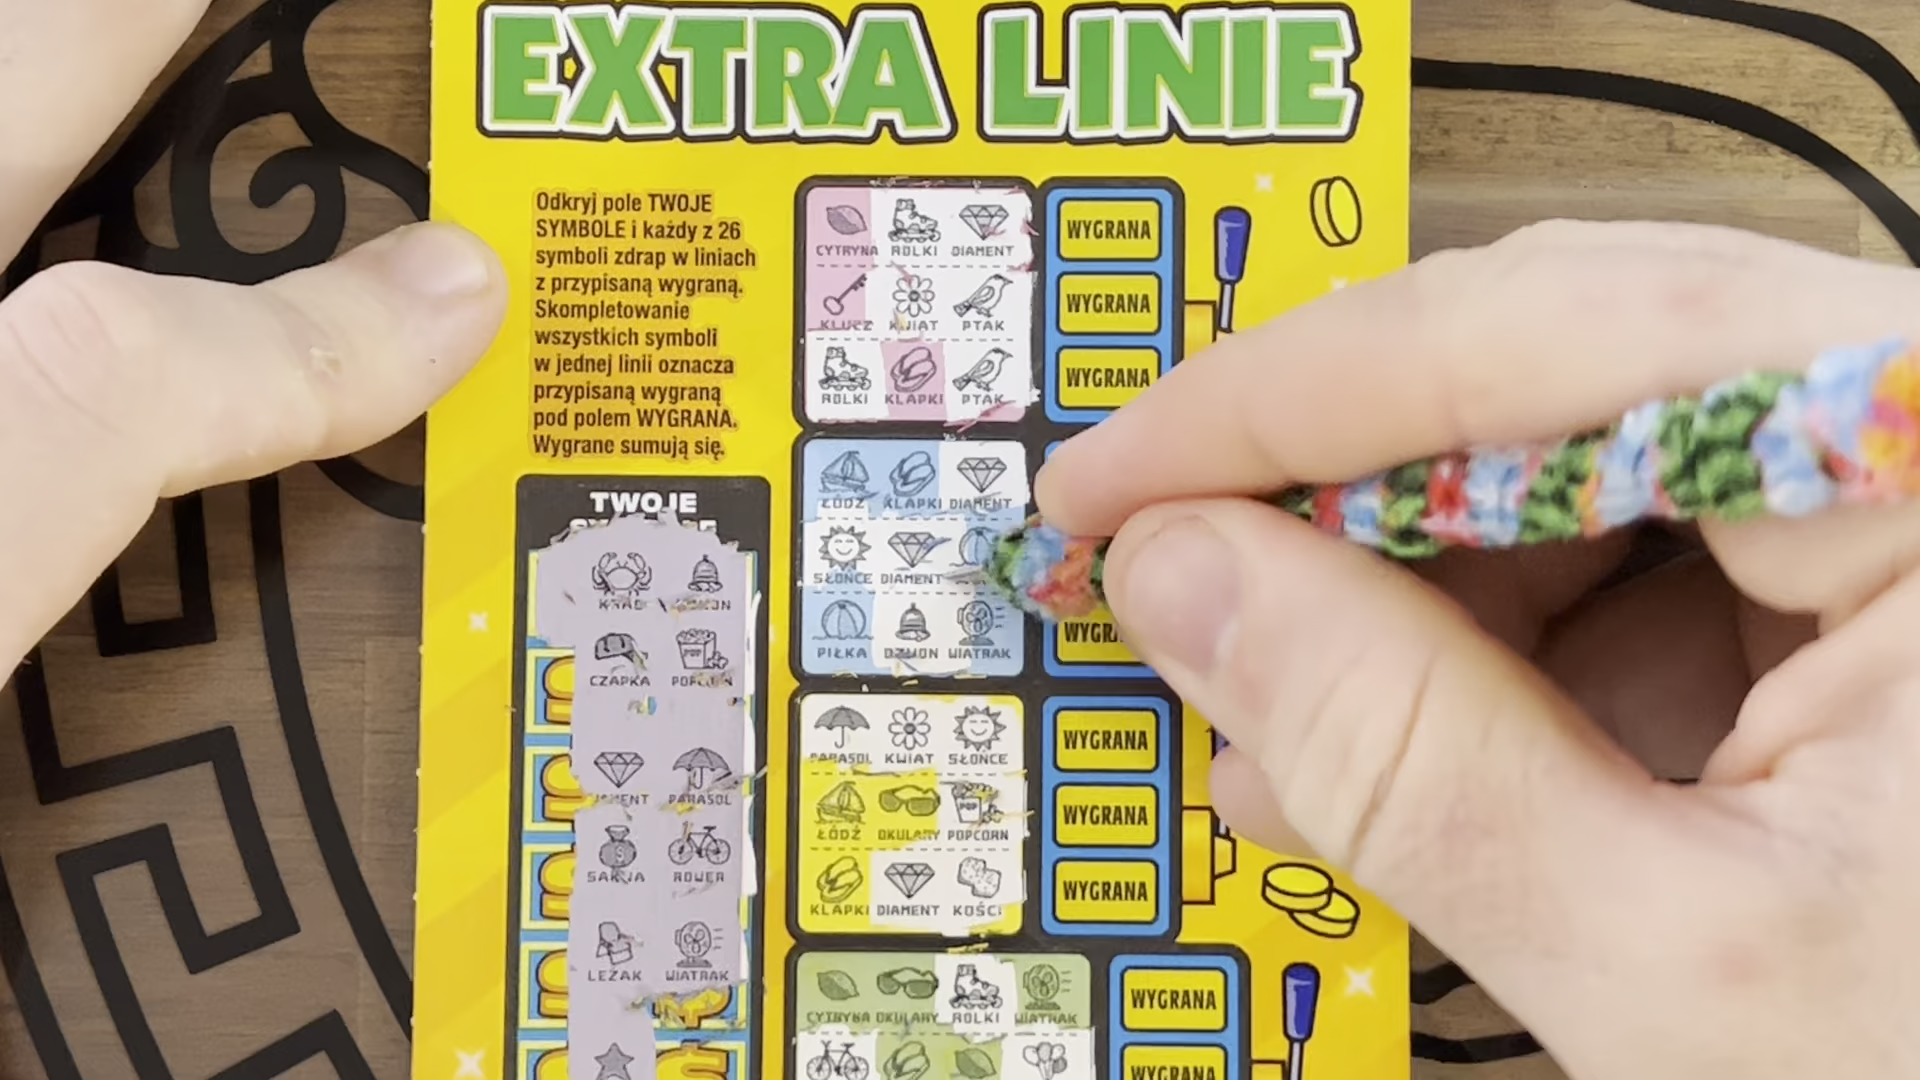 EXTRA LINIE
Odkryj pole TWOJE
SYMBOLE i każdy z 26
symboli zdrap w liniach
z przypisaną wygraną.
Skompletowanie
wszystkich symboli
w jednej linii oznacza
przypisaną wygraną
pod polem WYGRANA.
Wygrane sumują się.
TWOJE
KRAB
CZAPKA POPCORN
PARASOL
SAKWA ROWER
LEŻAK WIATRAK
CYTRYNA ROLKI DIAMENT
WYGRANA
KLUCZ KWIAT PTAK
WYGRANA
ROLKI KLAPKI PTAK
WYGRANA
ŁÓDŹ KLAPKI DIAMENT
SŁOŃCE DIAMENT
PIŁKA DZWON WIATRAK
PARASOL KWIAT SŁOŃCE
WYGRANA
ŁÓDŹ OKULARY POPCORN
WYGRANA
KLAPKI DIAMENT KOŚCI
WYGRANA
CYTRYNA OKULARY ROLKI WIATRAK
WYGRANA
WYGRANA